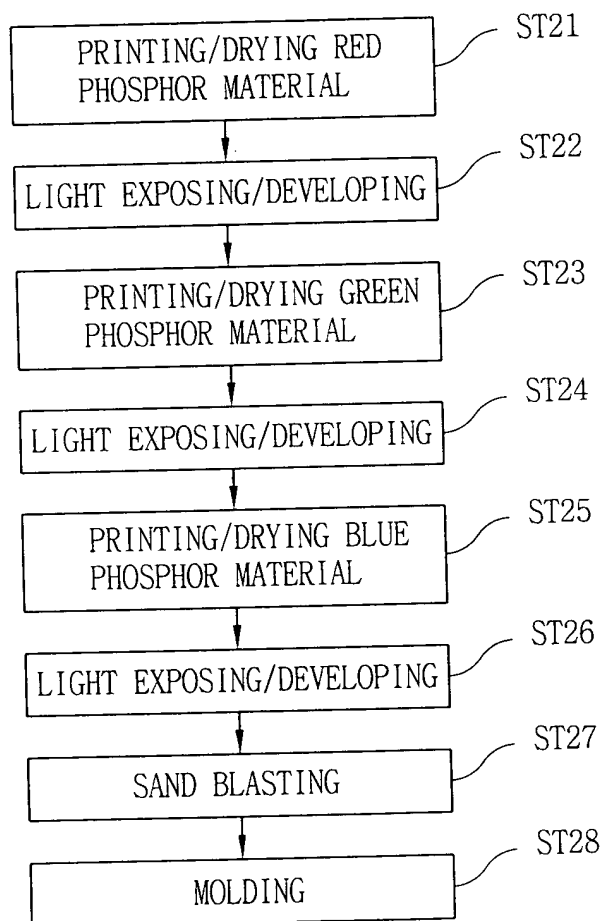 ST21
PRINTING/DRYING RED
PHOSPHOR MATERIAL
ST22
LIGHT EXPOSING/DEVELOPING
ST23
PRINTING/DRYING GREEN
PHOSPHOR MATERIAL
ST24
LIGHT EXPOSING/DEVELOPING
ST25
PRINTING/DRYING BLUE
PHOSPHOR MATERIAL
ST26
LIGHT EXPOSING/DEVELOPING
ST27
SAND BLASTING
ST28
MOLDING